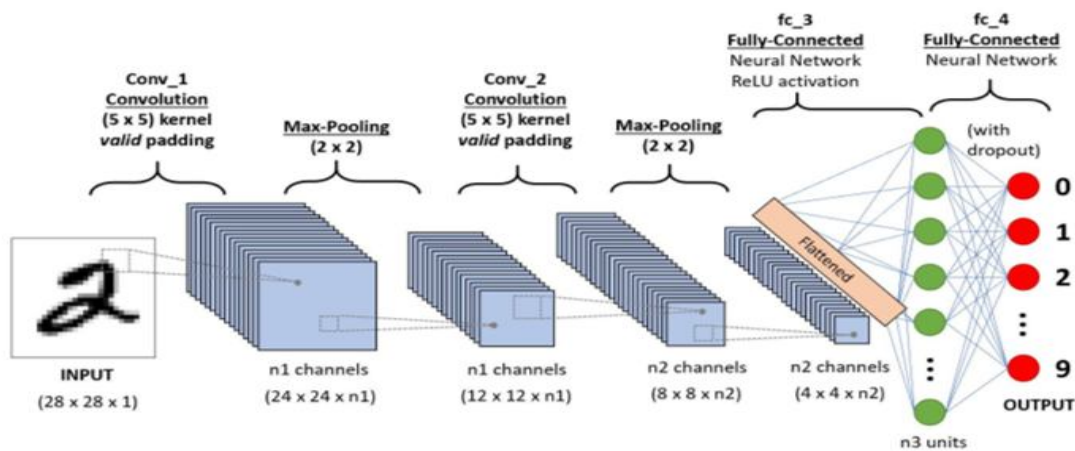 fc_3
Fully-Connected
Neural Network
ReLU activation
fc_4
Fully-Connected
Neural Network
Conv_1
Convolution
(5 x 5) kernel
valid padding
Max-Pooling
(2 x 2)
Conv_2
Convolution
(5 x 5) kernel
valid padding
Max-Pooling
(2 x 2)
(with
dropout)
0
1
2
9
2
Flattened
INPUT
(28 x 28 x 1)
n1 channels
(24 x 24 x n1)
n1 channels
(12 x 12 x n1)
n2 channels
(8 x 8 x n2)
n2 channels
(4 x 4 x n2)
OUTPUT
n3 units